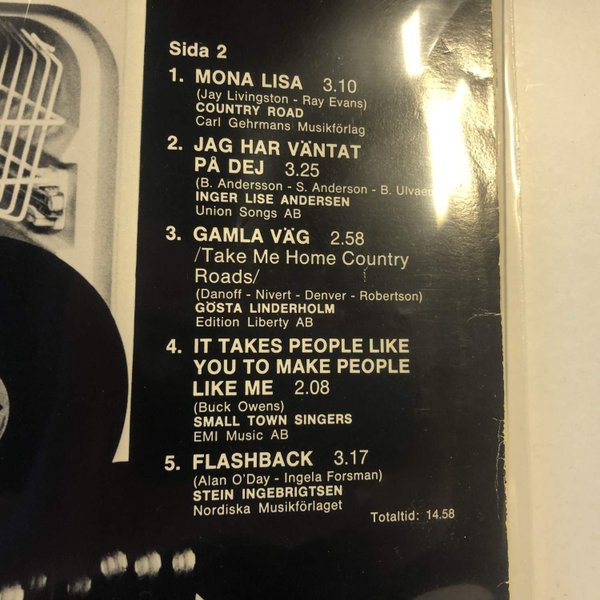 Sida 2
1. MONA LISA 3.10
(Jay Livingston - Ray Evans)
COUNTRY ROAD
Carl Gehrmans Musikförlag
2. JAG HAR VÄNTAT
PÅ DEJ 3.25
(B. Andersson - S. Anderson - B. Ulvaeus
INGER LISE ANDERSEN
Union Songs AB
3. GAMLA VÄG 2.58
/Take Me Home Country
Roads/
(Danoff - Nivert - Denver - Robertson)
GÖSTA LINDERHOLM
Edition Liberty AB
4. IT TAKES PEOPLE LIKE
YOU TO MAKE PEOPLE
LIKE ME 2.08
(Buck Owens)
SMALL TOWN SINGERS
EMI Music AB
5. FLASHBACK 3.17
(Alan O'Day - Ingela Forsman)
STEIN INGEBRIGTSEN
Nordiska Musikförlaget
Totaltid: 14.58